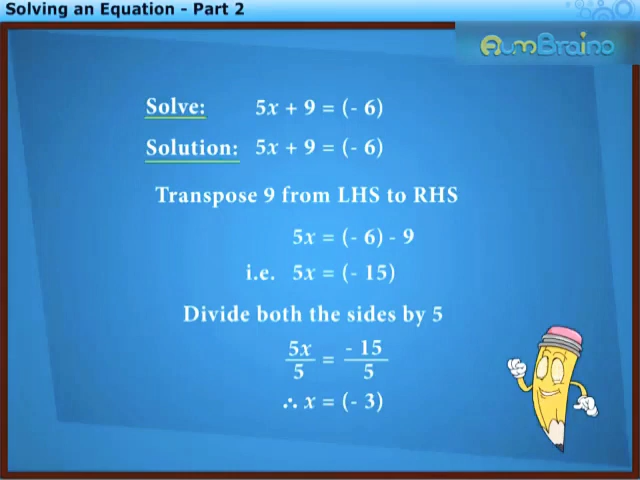 Solving an Equation - Part 2
AumBraino
Solve: 5x + 9 = (- 6)
Solution: 5x + 9 = (- 6)
Transpose 9 from LHS to RHS
5x = (- 6) - 9
i.e. 5x = (- 15)
Divide both the sides by 5
5x/5 = - 15/5
∴ x = (- 3)